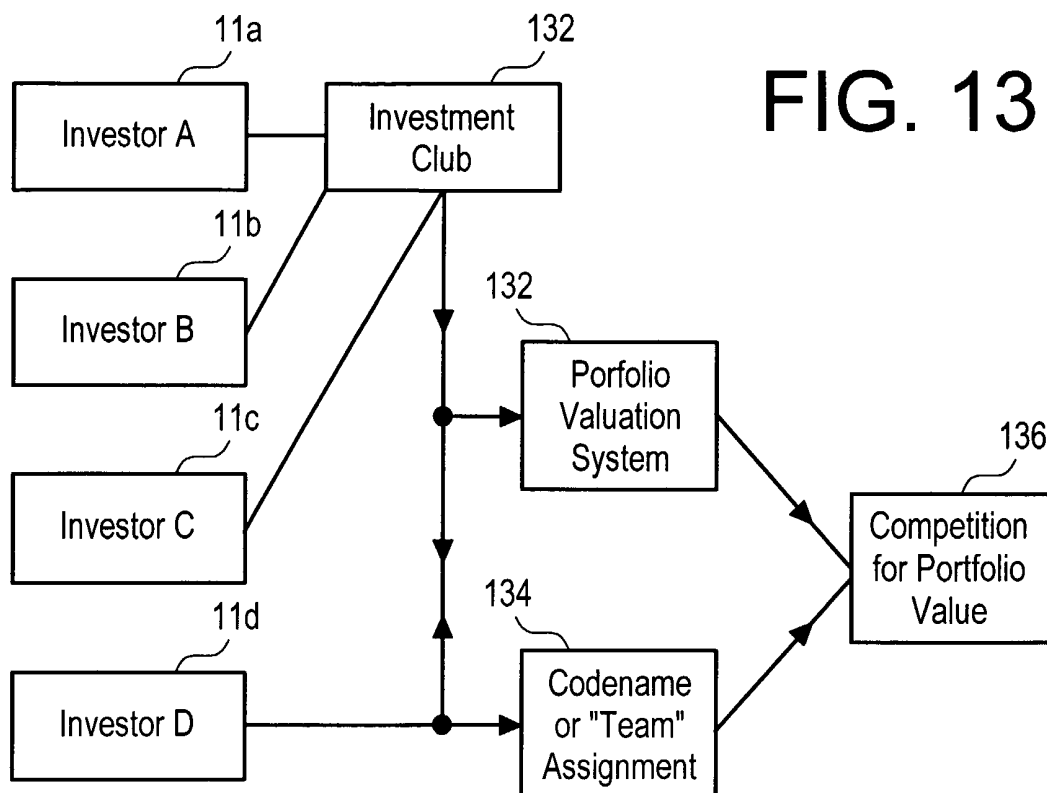 11a
Investor A
132
Investment
Club
FIG. 13
11b
Investor B
11c
Investor C
132
Porfolio
Valuation
System
136
Competition
for Portfolio
Value
11d
Investor D
134
Codename
or "Team"
Assignment